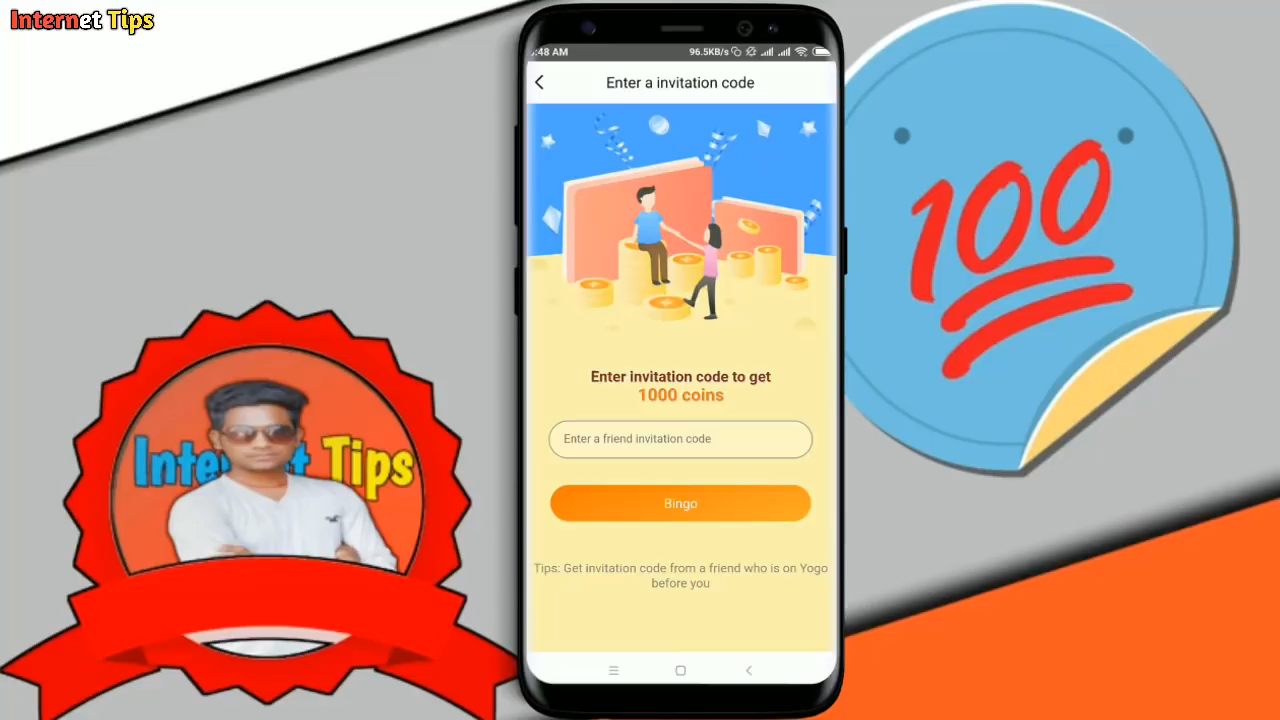 Internet Tips
:48 AM
96.5KB/s
Enter a invitation code
100
Enter invitation code to get
1000 coins
Enter a friend invitation code
Bingo
Tips: Get invitation code from a friend who is on Yogo
before you
Inte t Tips